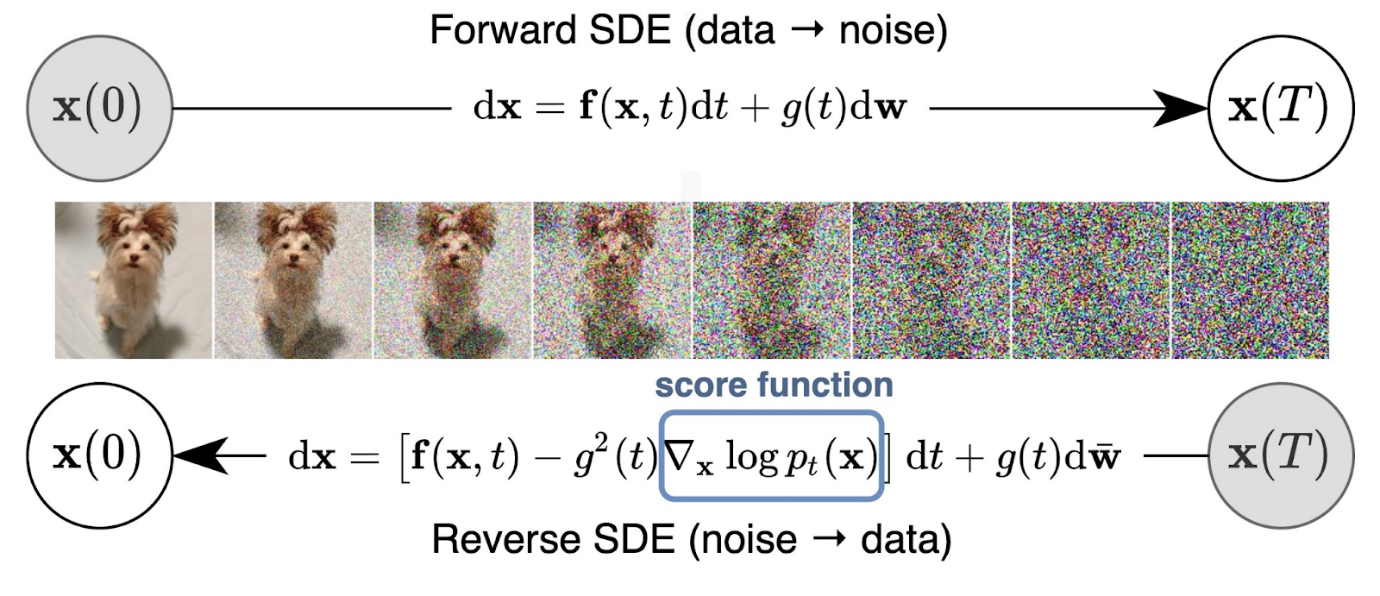 Forward SDE (data → noise)
x(0) dx = f(x, t)dt + g(t)dw x(T)
score function
x(0) dx = [f(x, t) − g²(t)∇ₓ log pₜ(x)] dt + g(t)dw̄ x(T)
Reverse SDE (noise → data)